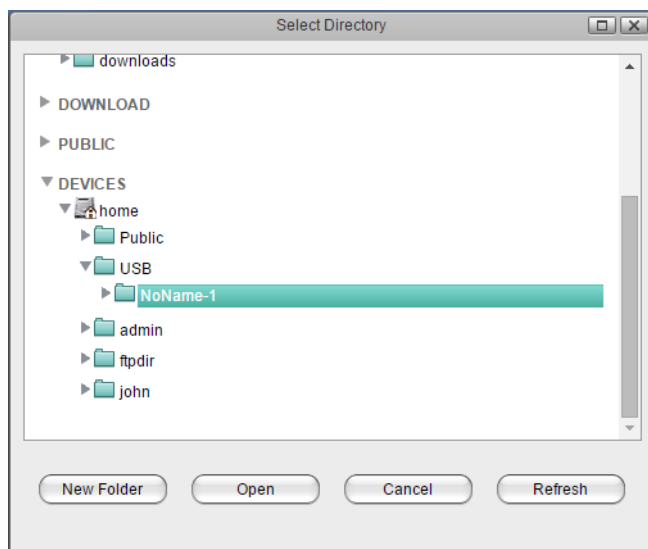 Select Directory
downloads
DOWNLOAD
PUBLIC
DEVICES
home
Public
USB
NoName-1
admin
ftpdir
john
New Folder Open Cancel Refresh